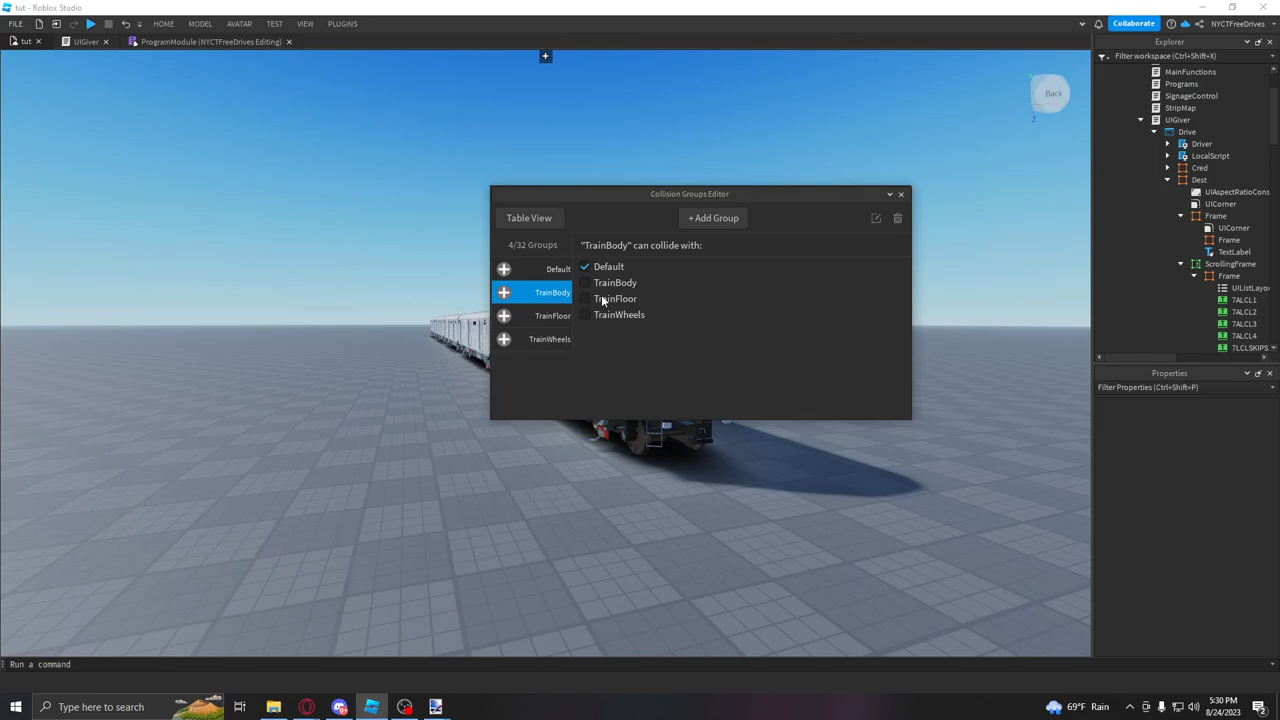 tut - Roblox Studio
FILE HOME MODEL AVATAR TEST VIEW PLUGINS Collaborate NYCTFreeDrives
tut UIGiver ProgramModule (NYCTFreeDrives Editing)
Explorer
Filter workspace (Ctrl+Shift+X)
MainFunctions
Programs
SignageControl
StripMap
UIGiver
Drive
Driver
LocalScript
Cred
Dest
UIAspectRatioCons
UICorner
Frame
UICorner
Frame
TextLabel
ScrollingFrame
Frame
UIListLayo
7ALCL1
7ALCL2
7ALCL3
7ALCL4
7LCLSKIPS
Properties
Filter Properties (Ctrl+Shift+P)
Back
Z
Collision Groups Editor
Table View + Add Group
4/32 Groups "TrainBody" can collide with:
Default
TrainBody
TrainFloor
TrainWheels
Default
TrainBody
TrainFloor
TrainWheels
Run a command
Type here to search
69°F Rain
5:30 PM
8/24/2023
2